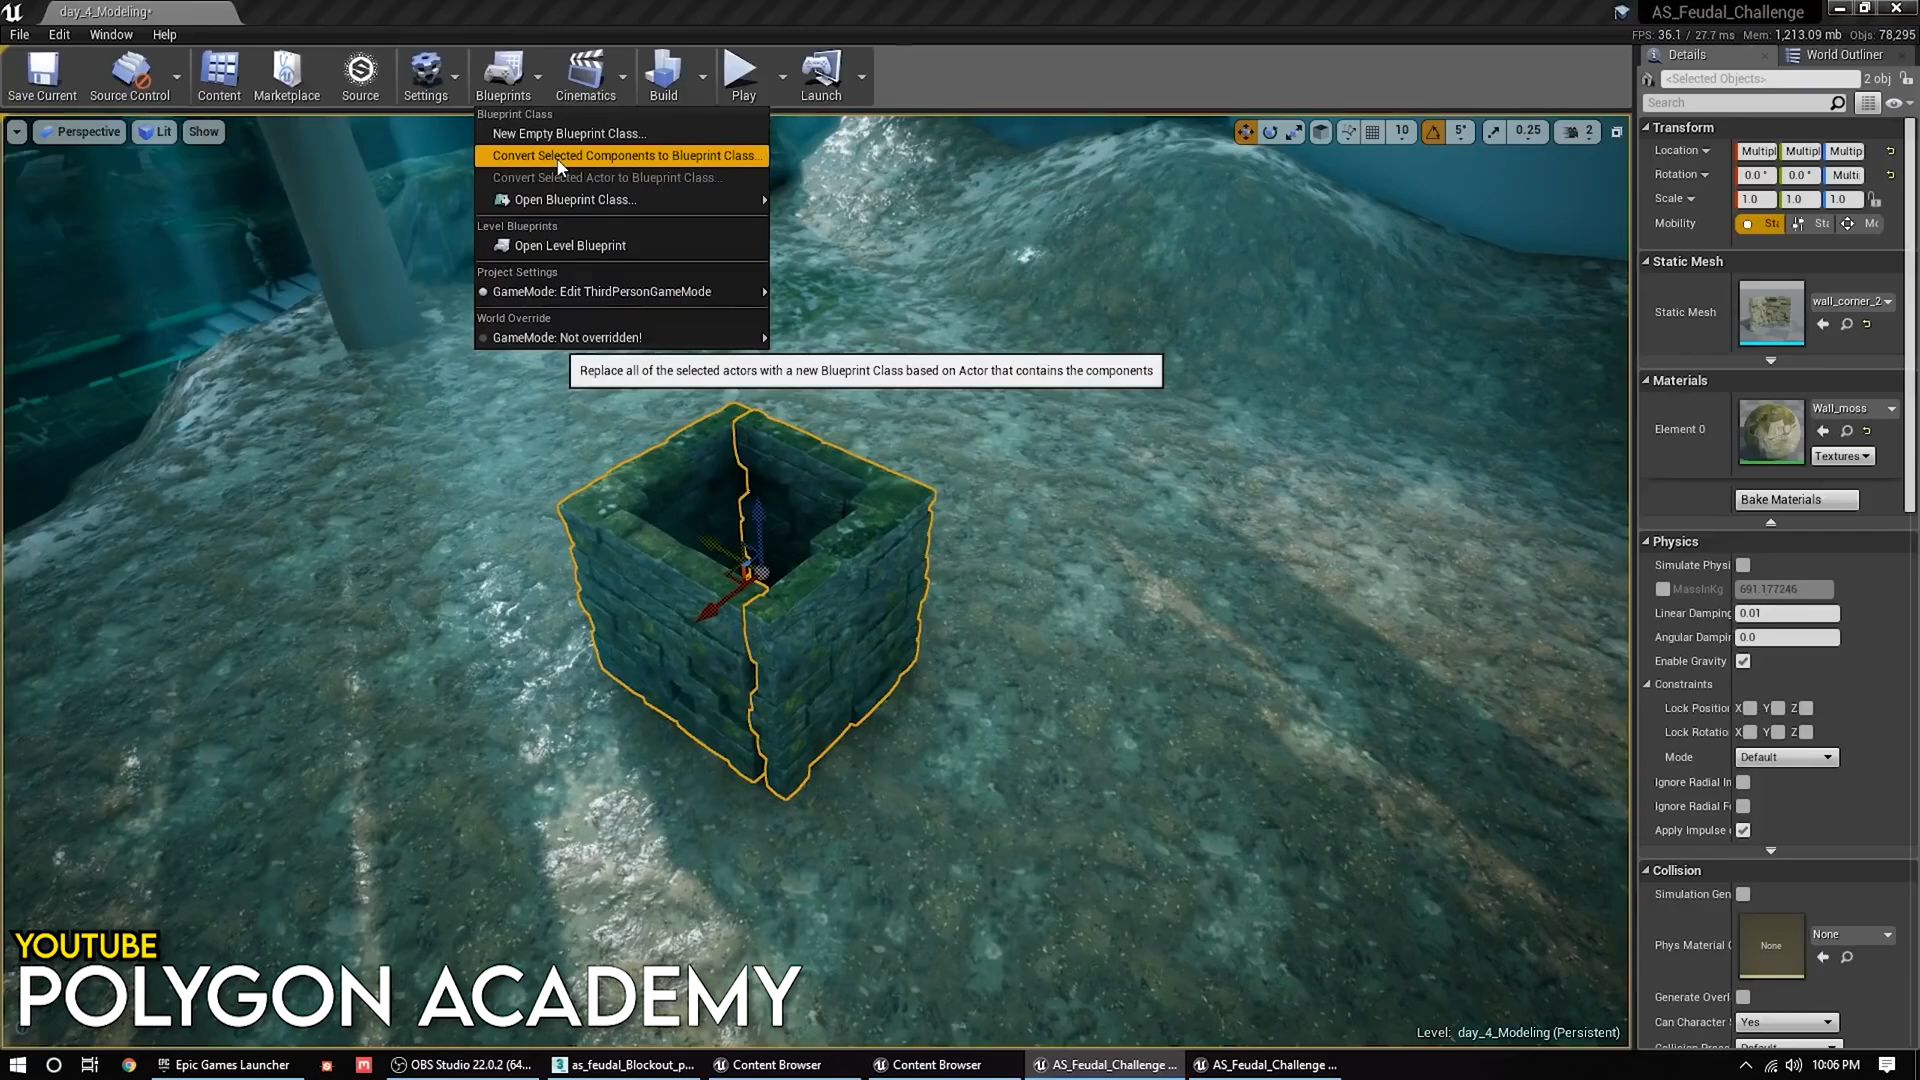 day_4_Modeling*
AS_Feudal_Challenge
File Edit Window Help
FPS: 36.1 / 27.7 ms Mem: 1,213.09 mb Objs: 78,295
Save Current Source Control Content Marketplace Source Settings Blueprints Cinematics Build Play Launch
Details World Outliner
<Selected Objects> 2 obj
Search
Perspective Lit Show
10 5° 0.25 2
Blueprint Class
New Empty Blueprint Class...
Convert Selected Components to Blueprint Class...
Convert Selected Actor to Blueprint Class...
Open Blueprint Class...
Level Blueprints
Open Level Blueprint
Project Settings
GameMode: Edit ThirdPersonGameMode
World Override
GameMode: Not overridden!
Replace all of the selected actors with a new Blueprint Class based on Actor that contains the components
Transform
Location Multipl Multipl Multip
Rotation 0.0 ° 0.0 ° Multi
Scale 1.0 1.0 1.0
Mobility Sta Sta Mo
Static Mesh
Static Mesh wall_corner_2
Materials
Element 0 Wall_moss
Textures
Bake Materials
Physics
Simulate Physi
MassInKg 691.177246
Linear Damping 0.01
Angular Dampi 0.0
Enable Gravity
Constraints
Lock Position X Y Z
Lock Rotation X Y Z
Mode Default
Ignore Radial In
Ignore Radial F
Apply Impulse
Collision
Simulation Gen
Phys Material None None
Generate Overl
Can Character Yes
YOUTUBE
POLYGON ACADEMY
Level: day_4_Modeling (Persistent)
Epic Games Launcher OBS Studio 22.0.2 (64... as_feudal_Blockout_p... Content Browser Content Browser AS_Feudal_Challenge ... AS_Feudal_Challenge ... 10:06 PM